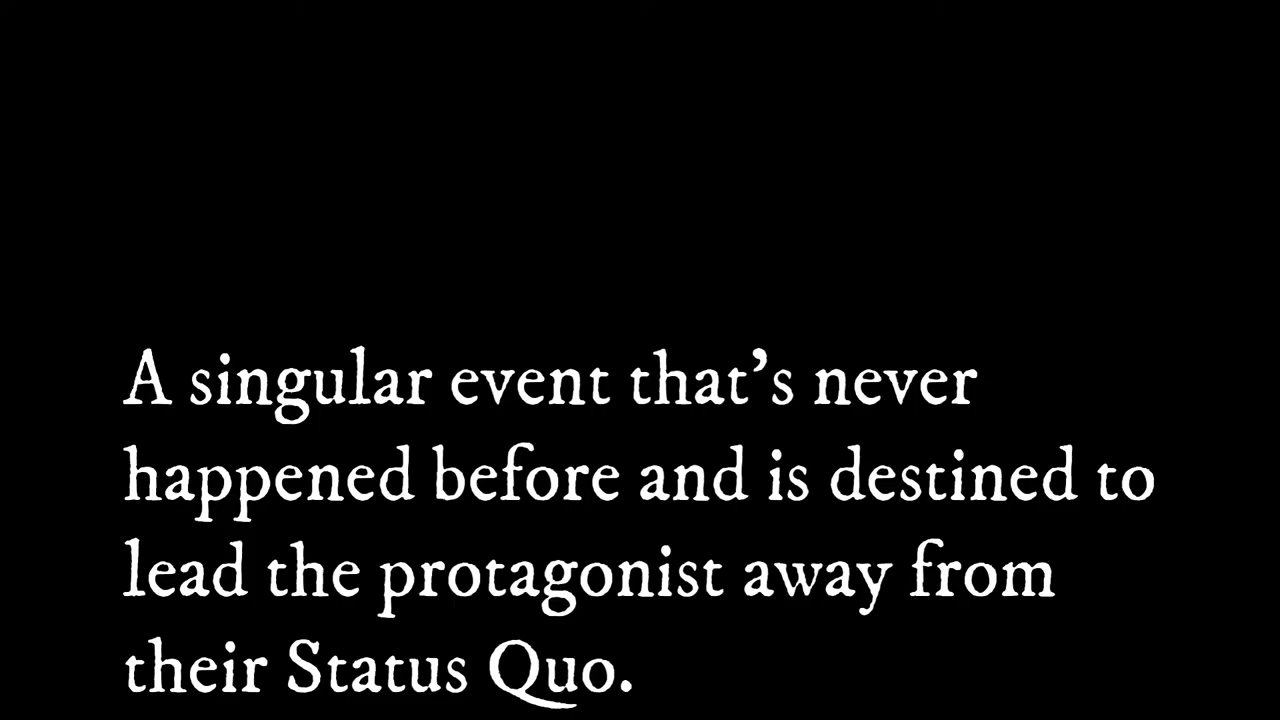 A singular event that’s never
happened before and is destined to
lead the protagonist away from
their Status Quo.